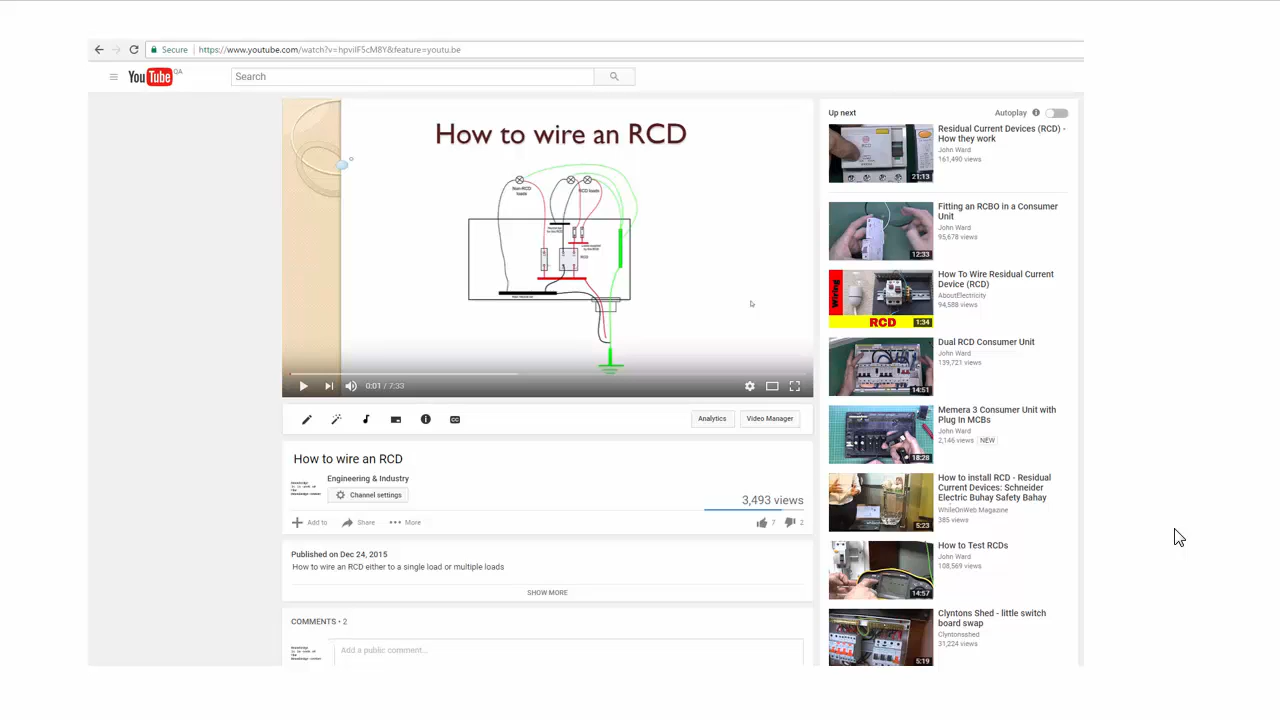 Secure https://www.youtube.com/watch?v=hpviIF5cM8Y&feature=youtu.be
YouTube QA
Search
How to wire an RCD
Non-RCD
loads
RCD loads
RCD
0:01 / 7:33
Analytics
Video Manager
How to wire an RCD
Engineering & Industry
Channel settings
3,493 views
Add to
Share
More
7
2
Published on Dec 24, 2015
How to wire an RCD either to a single load or multiple loads
SHOW MORE
COMMENTS • 2
Add a public comment...
Up next
Autoplay
Residual Current Devices (RCD) -
How they work
John Ward
161,490 views
21:13
Fitting an RCBO in a Consumer
Unit
John Ward
95,678 views
12:33
How To Wire Residual Current
Device (RCD)
AboutElectricity
94,588 views
Wiring
RCD
1:34
Dual RCD Consumer Unit
John Ward
139,721 views
14:51
Memera 3 Consumer Unit with
Plug In MCBs
John Ward
2,146 views NEW
18:28
How to install RCD - Residual
Current Devices: Schneider
Electric Buhay Safety Bahay
WhileOnWeb Magazine
385 views
5:23
How to Test RCDs
John Ward
108,569 views
14:57
Clyntons Shed - little switch
board swap
Clyntonsshed
31,224 views
5:19